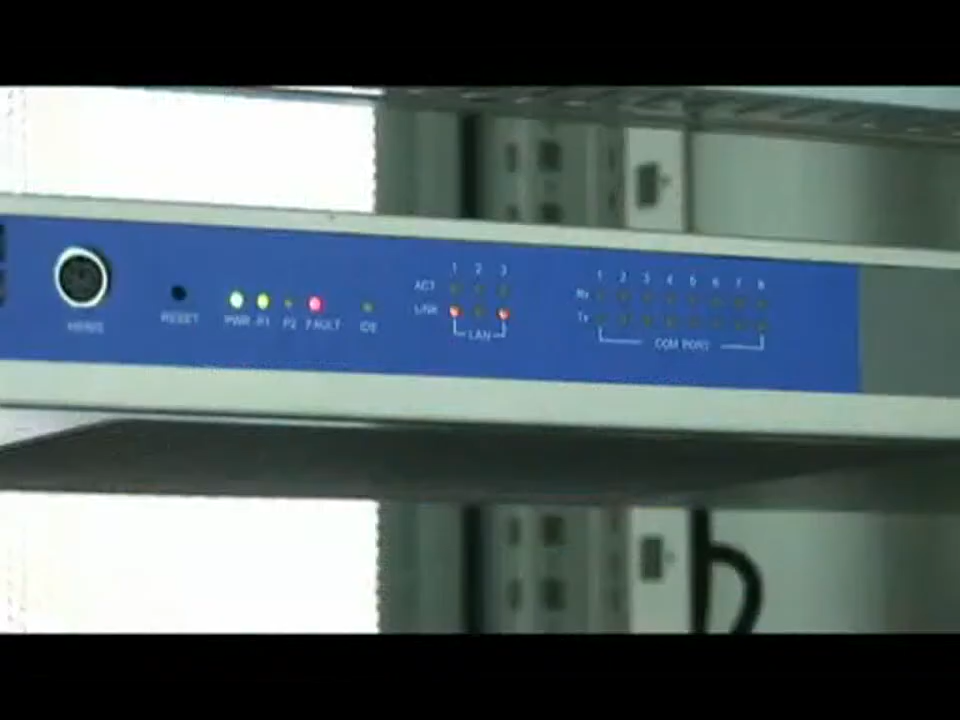 RESET
PWR P1 P2 FAULT
ACT
LINK
1 2 3
LAN
1 2 3 4 5 6 7 8
Rx
Tx
COM PORT